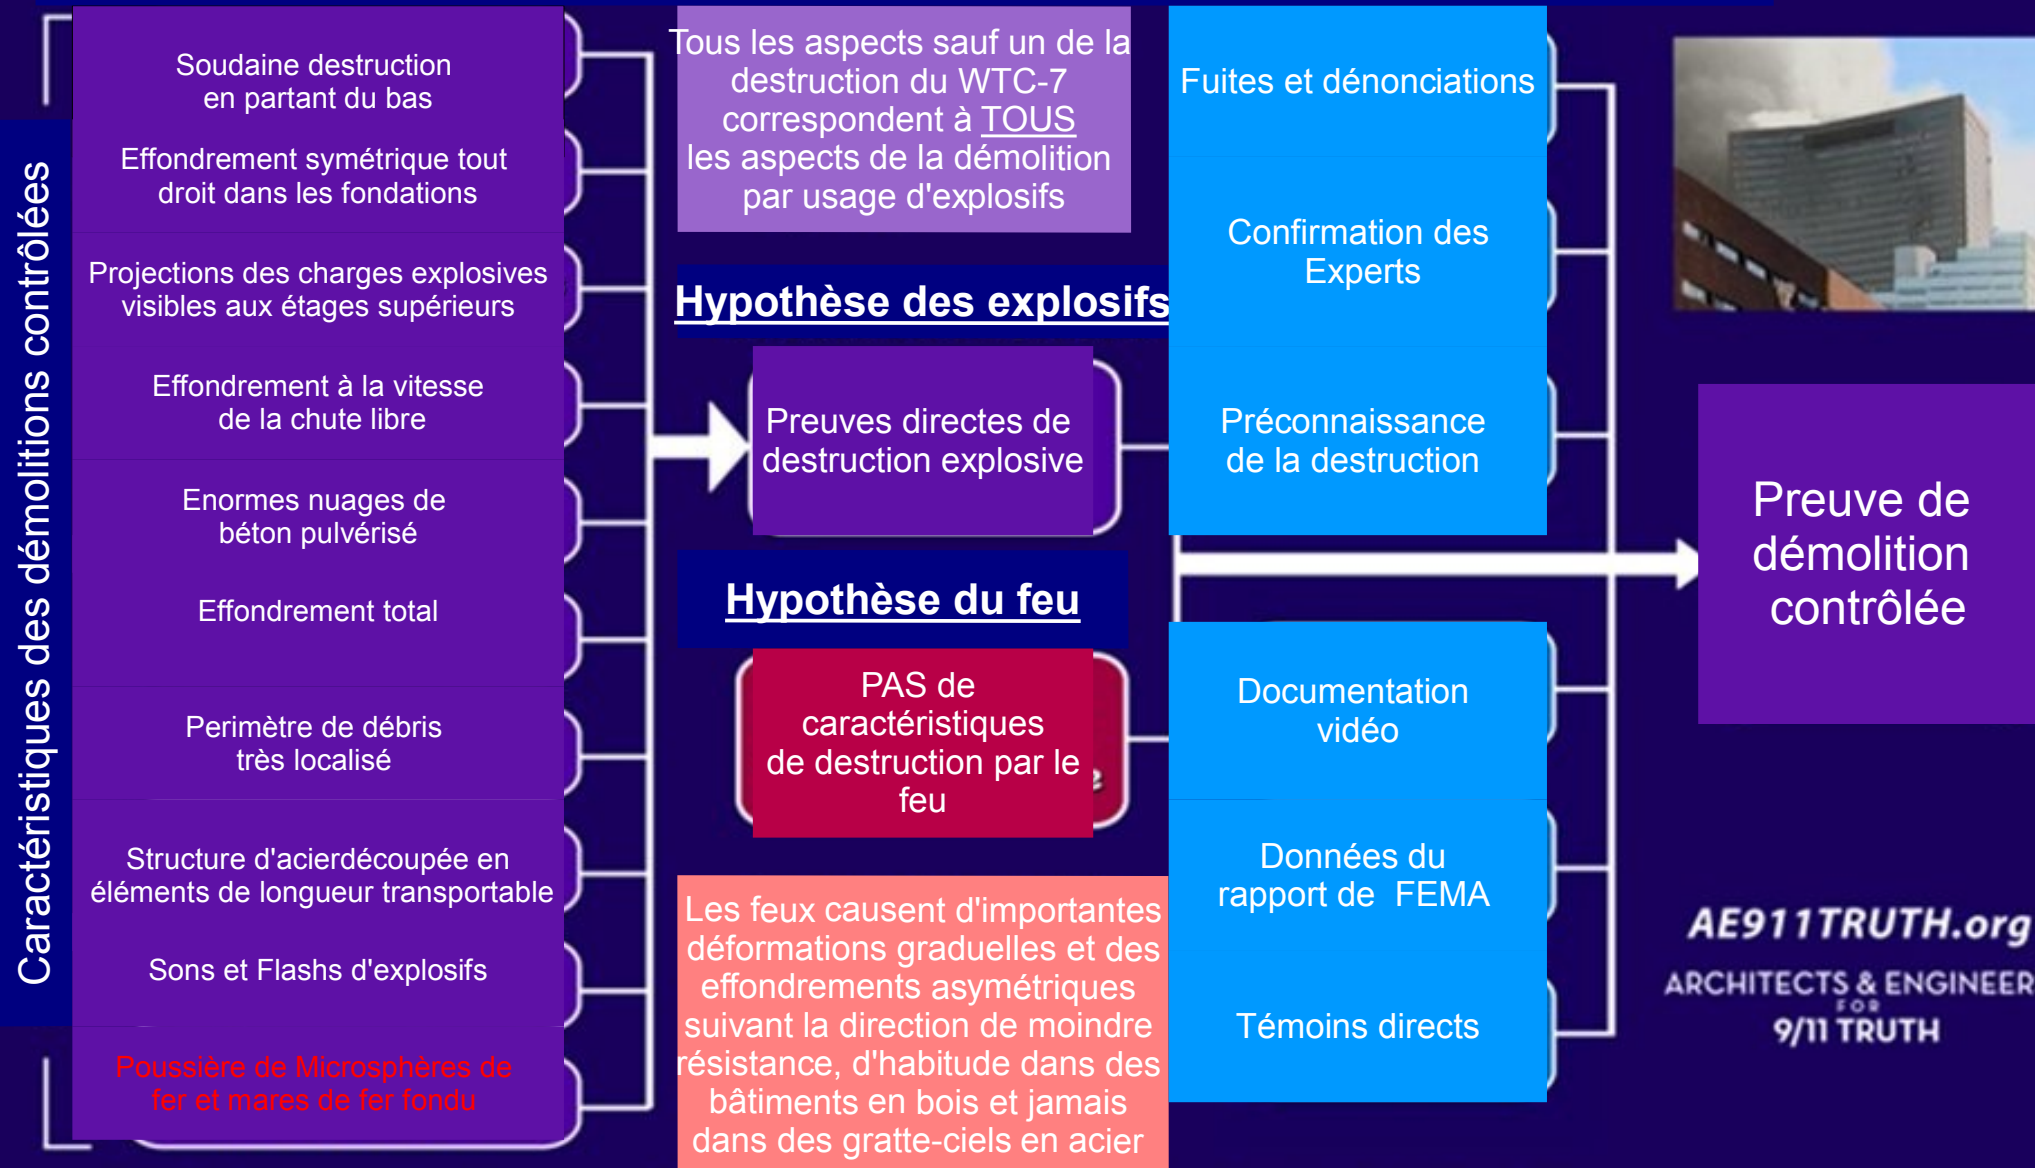 Caractéristiques des démolitions contrôlées
Soudaine destruction
en partant du bas
Effondrement symétrique tout
droit dans les fondations
Projections des charges explosives
visibles aux étages supérieurs
Effondrement à la vitesse
de la chute libre
Enormes nuages de
béton pulvérisé
Effondrement total
Perimètre de débris
très localisé
Structure d'acierdécoupée en
éléments de longueur transportable
Sons et Flashs d'explosifs
Poussière de Microsphères de
fer et mares de fer fondu
Tous les aspects sauf un de la
destruction du WTC-7
correspondent à TOUS
les aspects de la démolition
par usage d'explosifs
Hypothèse des explosifs
Preuves directes de
destruction explosive
Hypothèse du feu
PAS de
caractéristiques
de destruction par le
feu
Les feux causent d'importantes
déformations graduelles et des
effondrements asymétriques
suivant la direction de moindre
résistance, d'habitude dans des
bâtiments en bois et jamais
dans des gratte-ciels en acier
Fuites et dénonciations
Confirmation des
Experts
Préconnaissance
de la destruction
Documentation
vidéo
Données du
rapport de FEMA
Témoins directs
Preuve de
démolition
contrôlée
AE911TRUTH.org
ARCHITECTS & ENGINEER
FOR
9/11 TRUTH